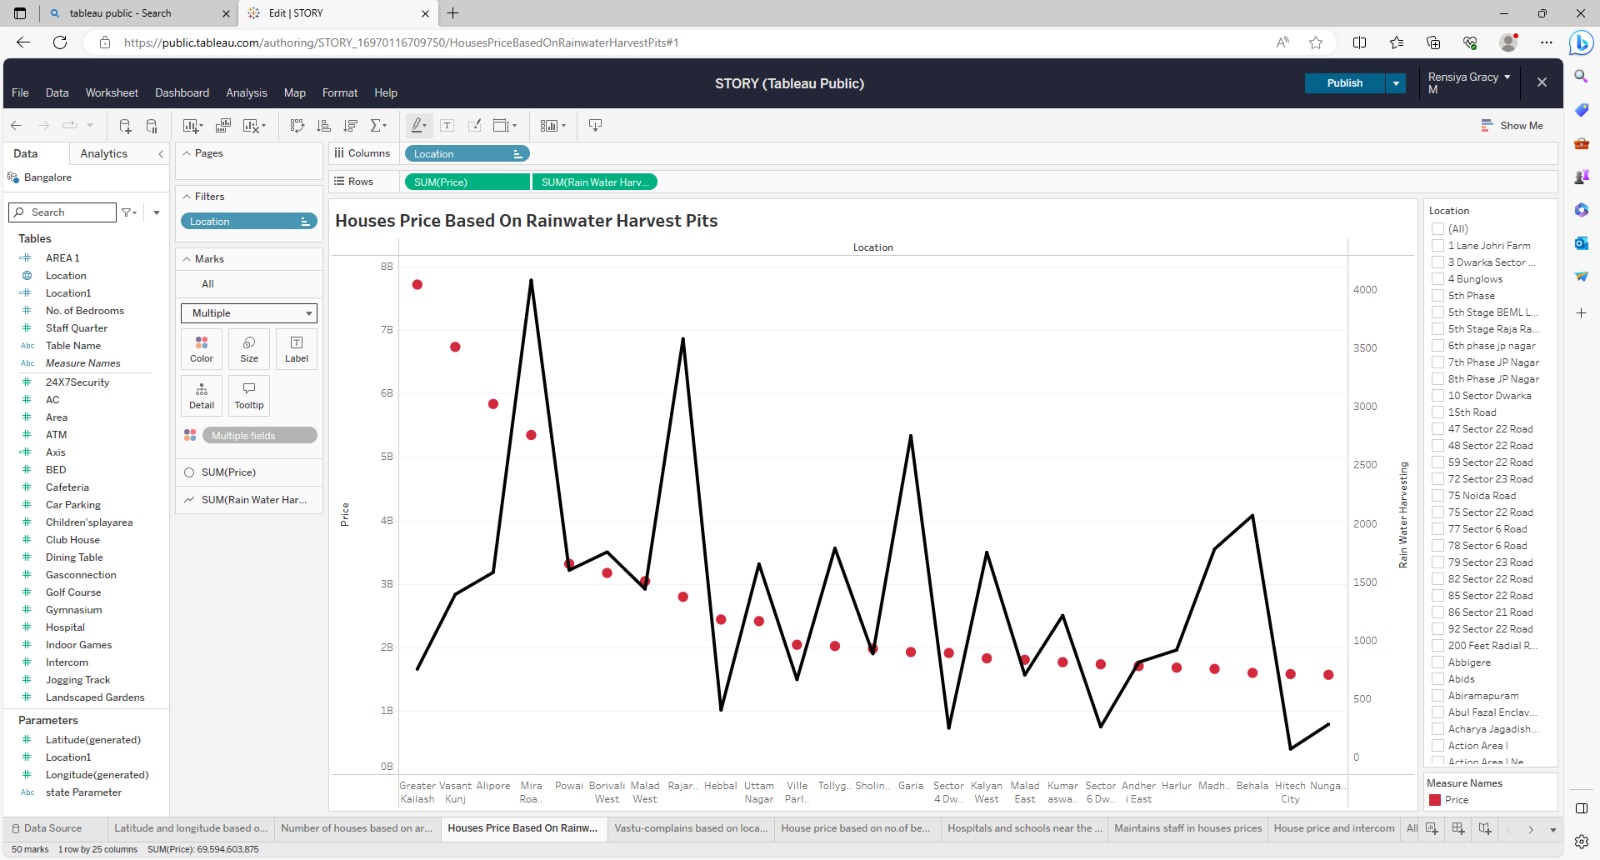 tableau public - Search
Edit | STORY
https://public.tableau.com/authoring/STORY_16970116709750/HousesPriceBasedOnRainwaterHarvestPits#1
STORY (Tableau Public)
Publish
Rensiya Gracy M
File Data Worksheet Dashboard Analysis Map Format Help
Show Me
Data Analytics
Bangalore
Search
Tables
AREA 1
Location
Location1
No. of Bedrooms
Staff Quarter
Abc Table Name
Abc Measure Names
24X7Security
AC
Area
ATM
Axis
BED
Cafeteria
Car Parking
Children'splayarea
Club House
Dining Table
Gasconnection
Golf Course
Gymnasium
Hospital
Indoor Games
Intercom
Jogging Track
Landscaped Gardens
Parameters
Latitude(generated)
Location1
Longitude(generated)
Abc state Parameter
Pages
Filters
Location
Marks
All
Multiple
Color Size Label
Detail Tooltip
Multiple fields
SUM(Price)
SUM(Rain Water Har...
Columns Location
Rows SUM(Price) SUM(Rain Water Harv...
Houses Price Based On Rainwater Harvest Pits
Location
8B
7B
6B
5B
4B
3B
2B
1B
0B
Price
4000
3500
3000
2500
2000
1500
1000
500
0
Rain Water Harvesting
Greater Kailash
Vasant Kunj
Alipore
Mira Roa..
Powai
Borivali West
Malad West
Rajar..
Hebbal
Uttam Nagar
Ville Parl..
Tollyg..
Sholin..
Garia
Sector 4 Dw..
Kalyan West
Malad East
Kumar aswa..
Sector 6 Dw..
Andher i East
Harlur
Madh..
Behala
Hitech City
Nunga..
Location
(All)
1 Lane Johri Farm
3 Dwarka Sector ...
4 Bunglows
5th Phase
5th Stage BEML L...
5th Stage Raja Ra...
6th phase jp nagar
7th Phase JP Nagar
8th Phase JP Nagar
10 Sector Dwarka
15th Road
47 Sector 22 Road
48 Sector 22 Road
59 Sector 22 Road
72 Sector 23 Road
75 Noida Road
75 Sector 22 Road
77 Sector 6 Road
78 Sector 6 Road
79 Sector 23 Road
82 Sector 22 Road
85 Sector 22 Road
86 Sector 21 Road
92 Sector 22 Road
200 Feet Radial R...
Abbigere
Abids
Abiramapuram
Abul Fazal Enclav...
Acharya Jagadish...
Action Area I
Action Area I Ne
Measure Names
Price
Data Source
Latitude and longitude based o...
Number of houses based on ar...
Houses Price Based On Rainw...
Vastu-complains based on loca...
House price based on no.of be...
Hospitals and schools near the ...
Maintains staff in houses prices
House price and intercom
All
50 marks 1 row by 25 columns SUM(Price): 69,594,603,875